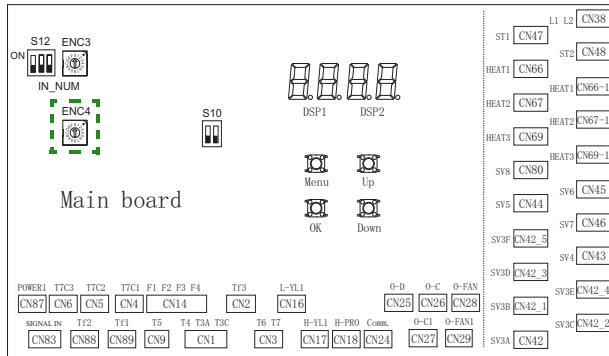 S12 ENC3
ON
IN_NUM
ENC4
S10
DSP1 DSP2
Menu Up
OK Down
Main board
POWER1 T7C3 T7C2 T7C1 F1 F2 F3 F4 Tf3 L-YL1 O-D O-C O-FAN
CN87 CN6 CN5 CN4 CN14 CN2 CN16 CN25 CN26 CN28
SIGNAL IN Tf2 Tf1 T5 T4 T3A T3C T6 T7 H-YL1 H-PRO Comm. O-C1 O-FAN1
CN83 CN88 CN89 CN9 CN1 CN3 CN17 CN18 CN24 CN27 CN29
L1 L2 CN38
ST1 CN47
ST2 CN48
HEAT1 CN66
HEAT1 CN66-1
HEAT2 CN67
HEAT2 CN67-1
HEAT3 CN69
HEAT3 CN69-1
SV8 CN80
SV6 CN45
SV5 CN44
SV7 CN46
SV3F CN42_5
SV4 CN43
SV3D CN42_3
SV3E CN42_4
SV3B CN42_1
SV3C CN42_2
SV3A CN42